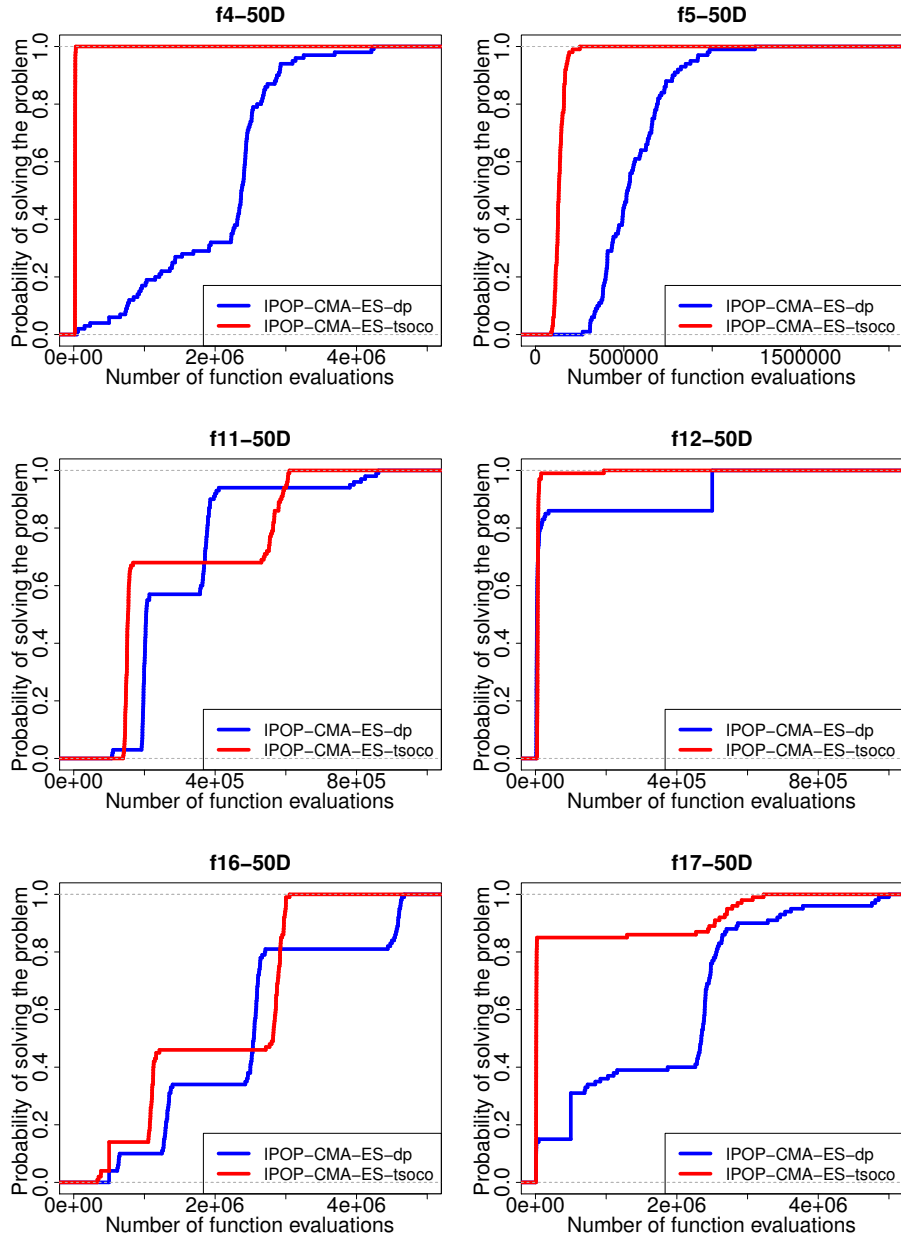 f4−50D
Probability of solving the problem
0.0 0.2 0.4 0.6 0.8 1.0
IPOP−CMA−ES−dp
IPOP−CMA−ES−tsoco
0e+00 2e+06 4e+06
Number of function evaluations
f5−50D
Probability of solving the problem
0.0 0.2 0.4 0.6 0.8 1.0
IPOP−CMA−ES−dp
IPOP−CMA−ES−tsoco
0 500000 1500000
Number of function evaluations
f11−50D
Probability of solving the problem
0.0 0.2 0.4 0.6 0.8 1.0
IPOP−CMA−ES−dp
IPOP−CMA−ES−tsoco
0e+00 4e+05 8e+05
Number of function evaluations
f12−50D
Probability of solving the problem
0.0 0.2 0.4 0.6 0.8 1.0
IPOP−CMA−ES−dp
IPOP−CMA−ES−tsoco
0e+00 4e+05 8e+05
Number of function evaluations
f16−50D
Probability of solving the problem
0.0 0.2 0.4 0.6 0.8 1.0
IPOP−CMA−ES−dp
IPOP−CMA−ES−tsoco
0e+00 2e+06 4e+06
Number of function evaluations
f17−50D
Probability of solving the problem
0.0 0.2 0.4 0.6 0.8 1.0
IPOP−CMA−ES−dp
IPOP−CMA−ES−tsoco
0e+00 2e+06 4e+06
Number of function evaluations